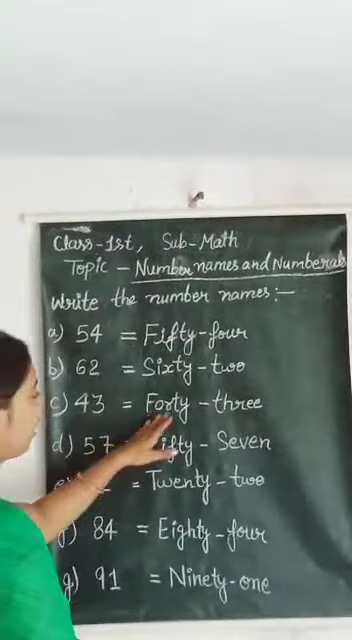 Class-1st, Sub-Math
Topic - Number names and Numberals
Write the number names :-
a) 54 = Fifty-four
b) 62 = Sixty-two
c) 43 = Forty-three
d) 57 ifty-Seven
= Twenty-two
84 = Eighty-four
g) 91 = Ninety-one